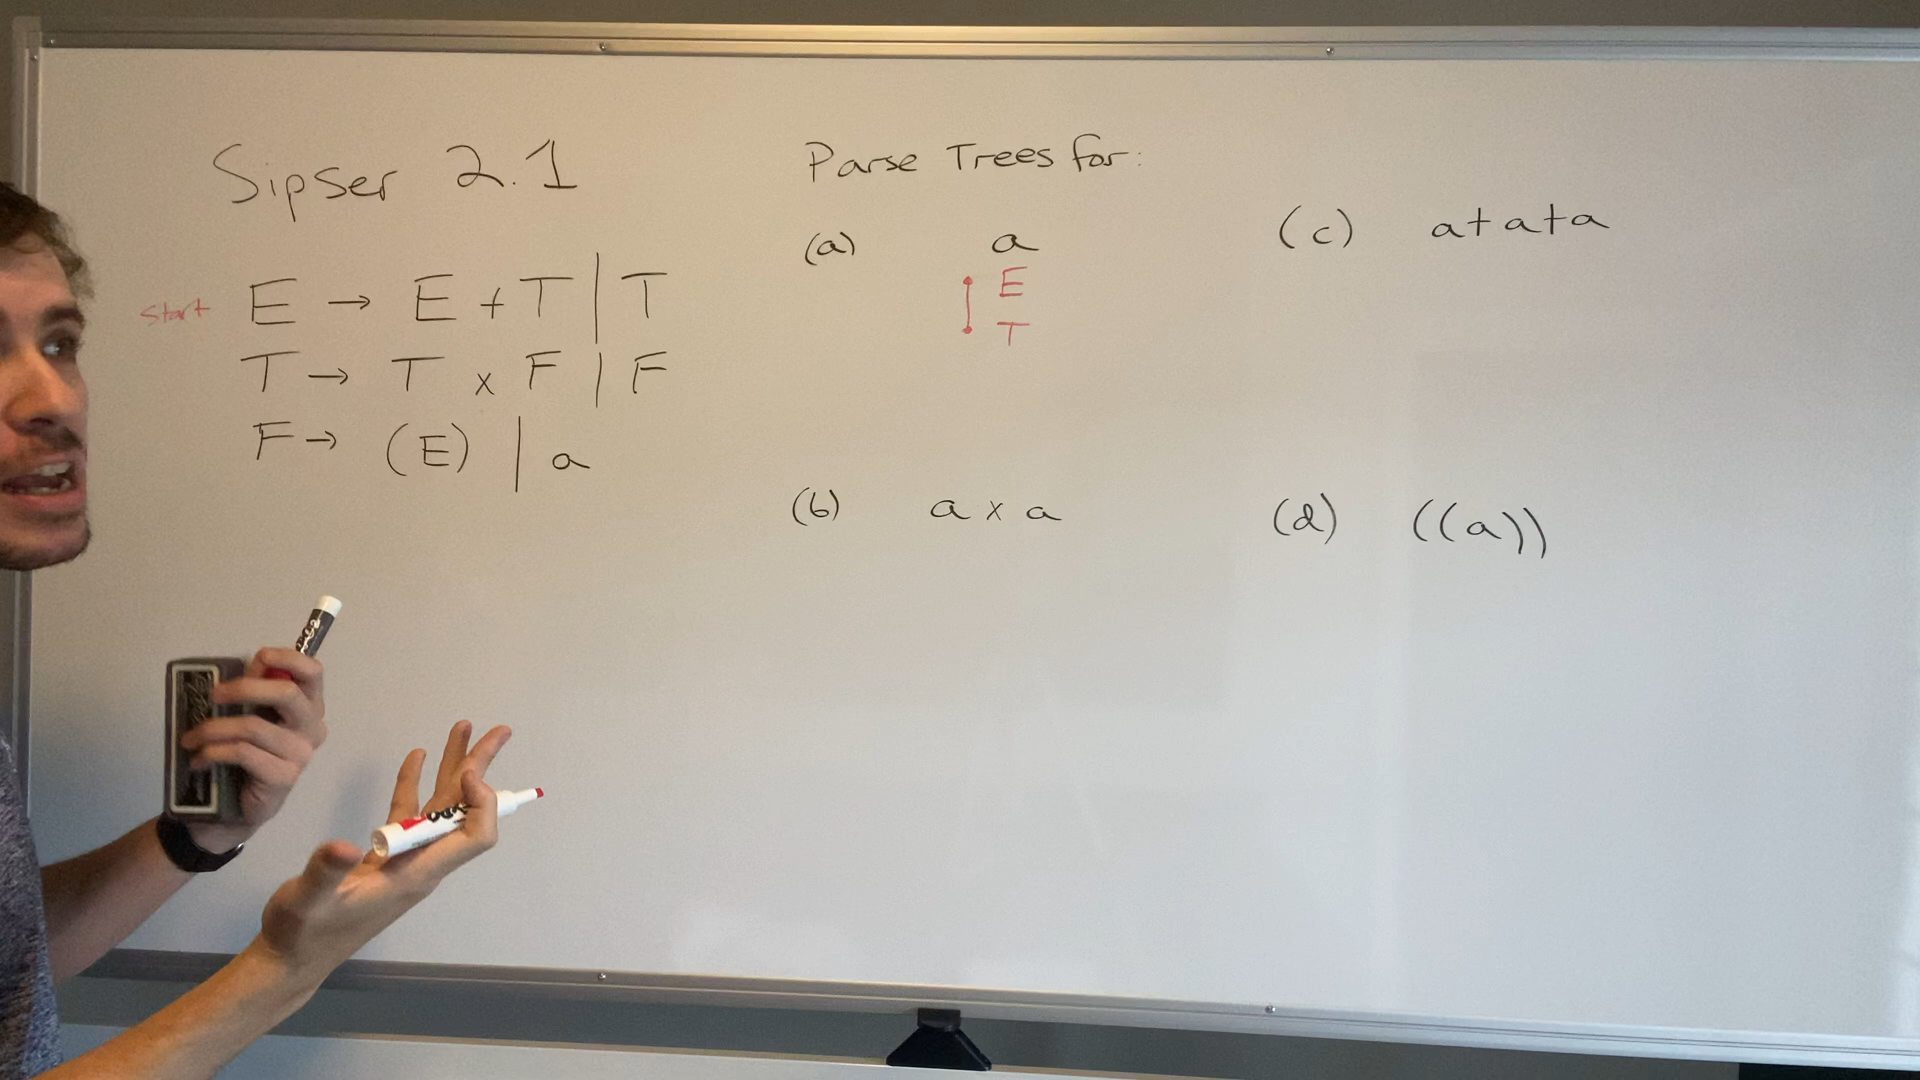 Sipser 2.1
start E → E + T | T
T → T x F | F
F → (E) | a
Parse Trees for:
(a) a
E
T
(b) a x a
(c) a+a+a
(d) ((a))